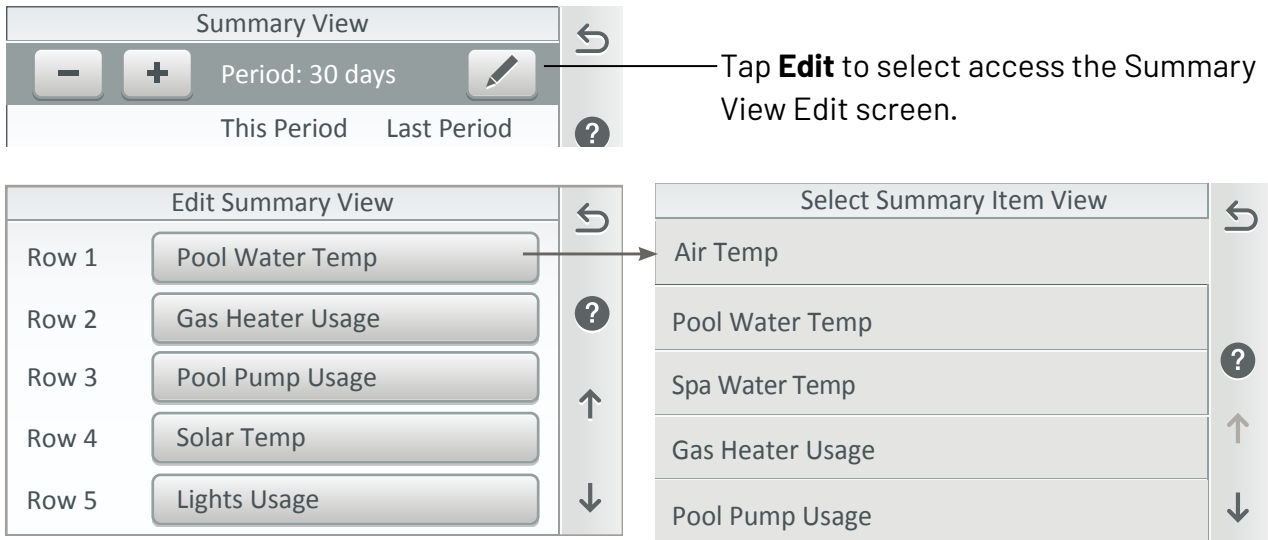 Summary View
- + Period: 30 days
This Period Last Period
?
Tap Edit to select access the Summary
View Edit screen.
Edit Summary View
Row 1 Pool Water Temp
Row 2 Gas Heater Usage
?
Row 3 Pool Pump Usage
Row 4 Solar Temp
Row 5 Lights Usage
Select Summary Item View
Air Temp
Pool Water Temp
?
Spa Water Temp
Gas Heater Usage
Pool Pump Usage